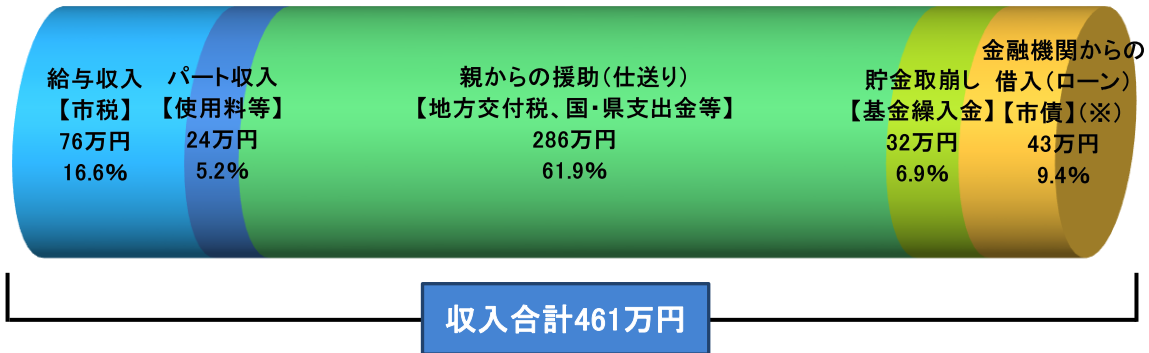 給与収入
【市税】
76万円
16.6%
パート収入
【使用料等】
24万円
5.2%
親からの援助（仕送り）
【地方交付税、国・県支出金等】
286万円
61.9%
貯金取崩し
【基金繰入金】
32万円
6.9%
金融機関からの
借入（ローン）
【市債】（※）
43万円
9.4%
収入合計461万円